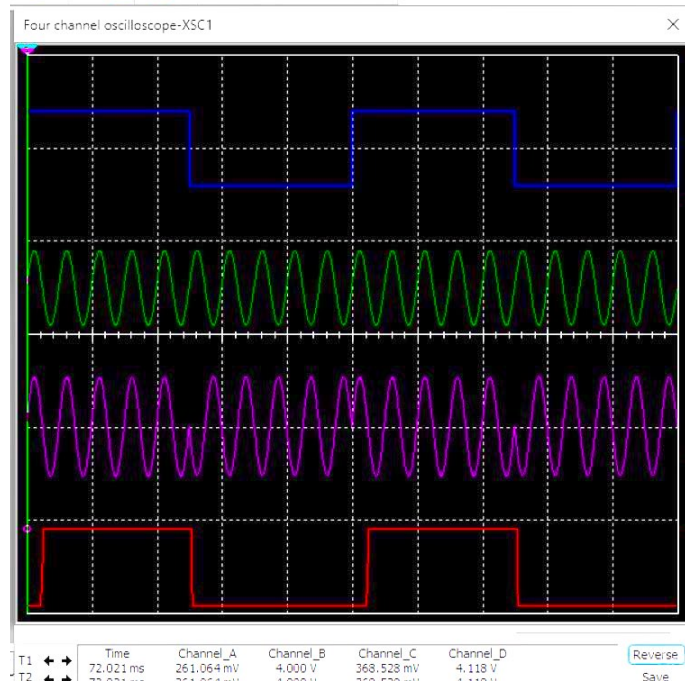 Four channel oscilloscope-XSC1
Time Channel_A Channel_B Channel_C Channel_D
Reverse
T1 72.021 ms 261.064 mV 4.000 V 368.528 mV 4.118 V
T2
Save